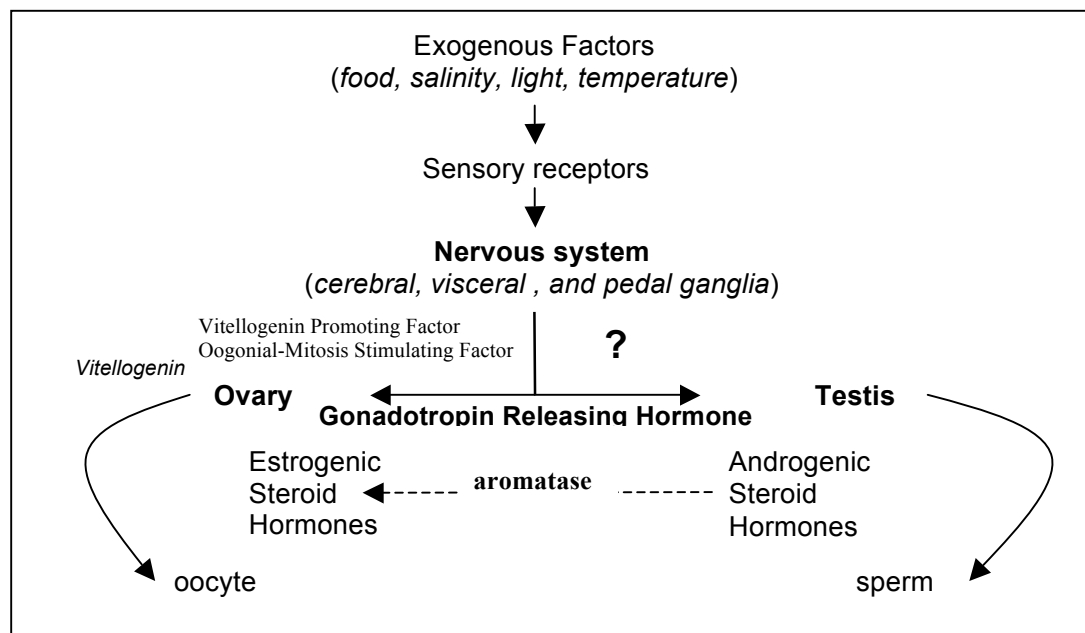 Exogenous Factors
(food, salinity, light, temperature)
Sensory receptors
Nervous system
(cerebral, visceral , and pedal ganglia)
Vitellogenin Promoting Factor
Oogonial-Mitosis Stimulating Factor
?
Vitellogenin
Ovary
Testis
Gonadotropin Releasing Hormone
Estrogenic
Steroid
Hormones
aromatase
Androgenic
Steroid
Hormones
oocyte
sperm